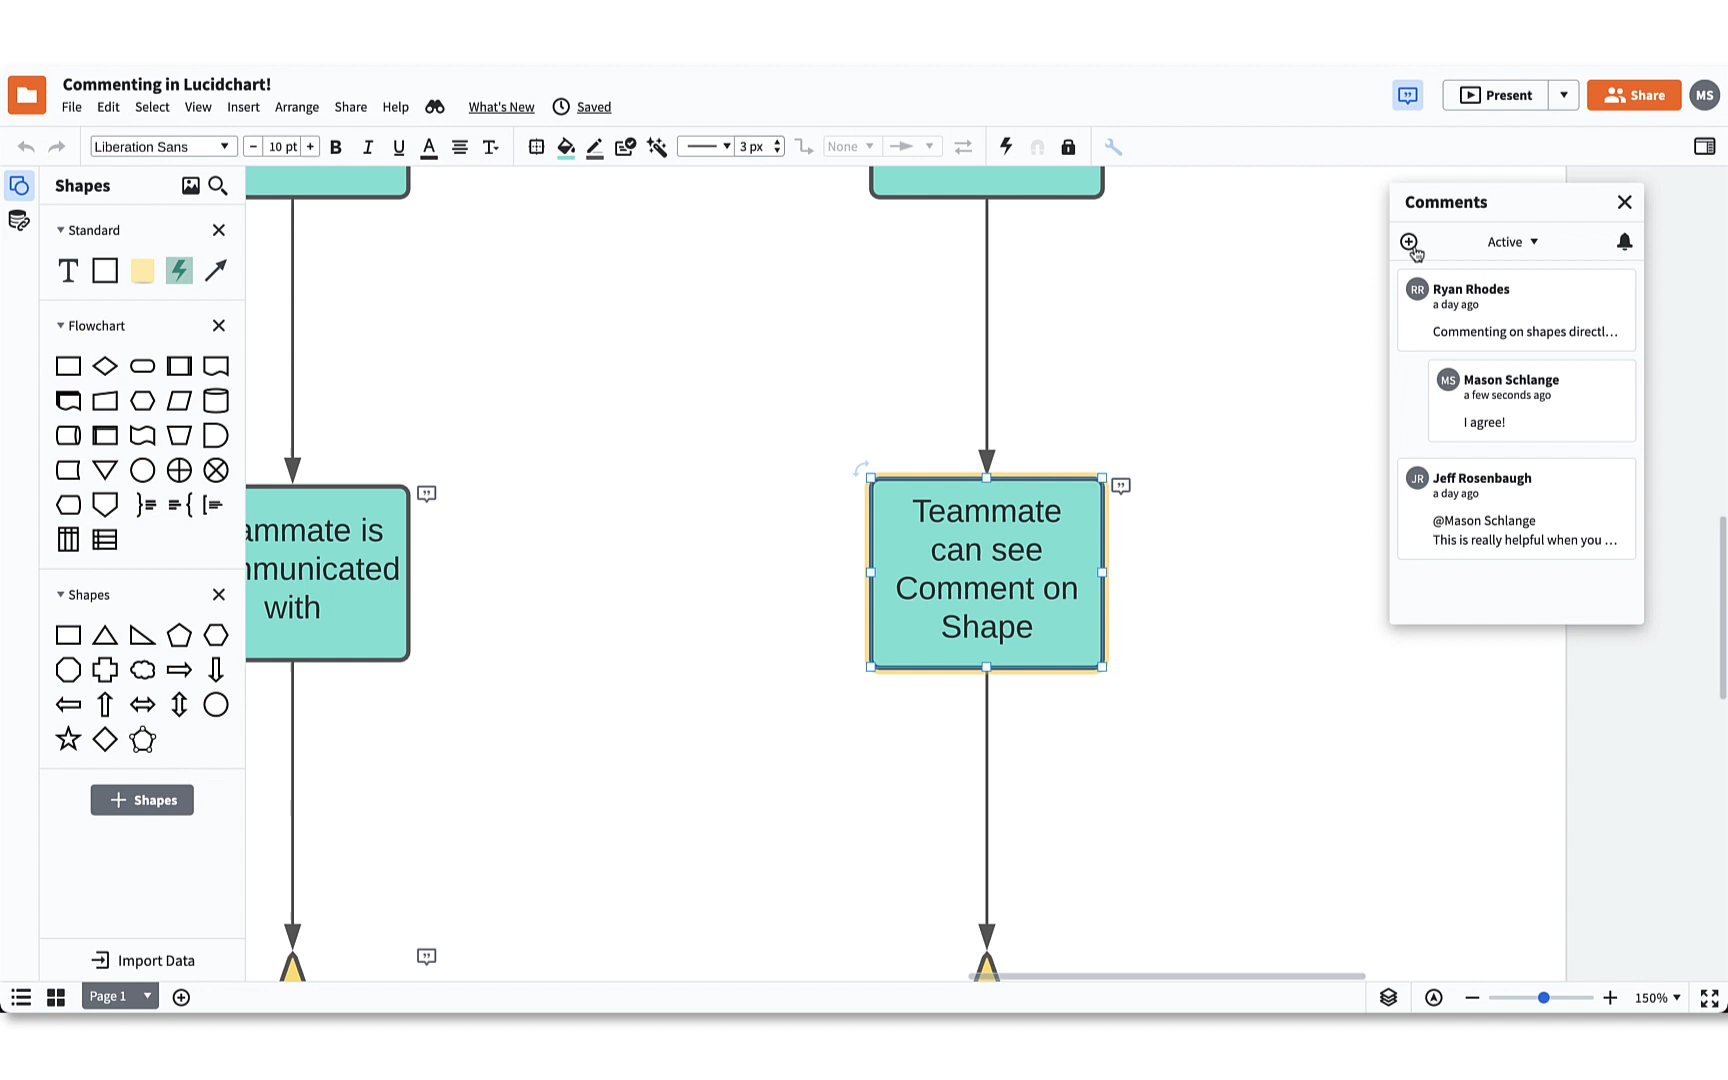 Commenting in Lucidchart!
File Edit Select View Insert Arrange Share Help What's New Saved
Present
Share
MS
Liberation Sans
10 pt
B I U A T
3 px
None
Shapes
Standard
T
Flowchart
Shapes
Shapes
Import Data
ammate is
with
Teammate
can see
Comment on
Shape
Comments
Active
RR Ryan Rhodes
a day ago
Commenting on shapes directl...
MS Mason Schlange
a few seconds ago
I agree!
JR Jeff Rosenbaugh
a day ago
@Mason Schlange
This is really helpful when you ...
Page 1
150%